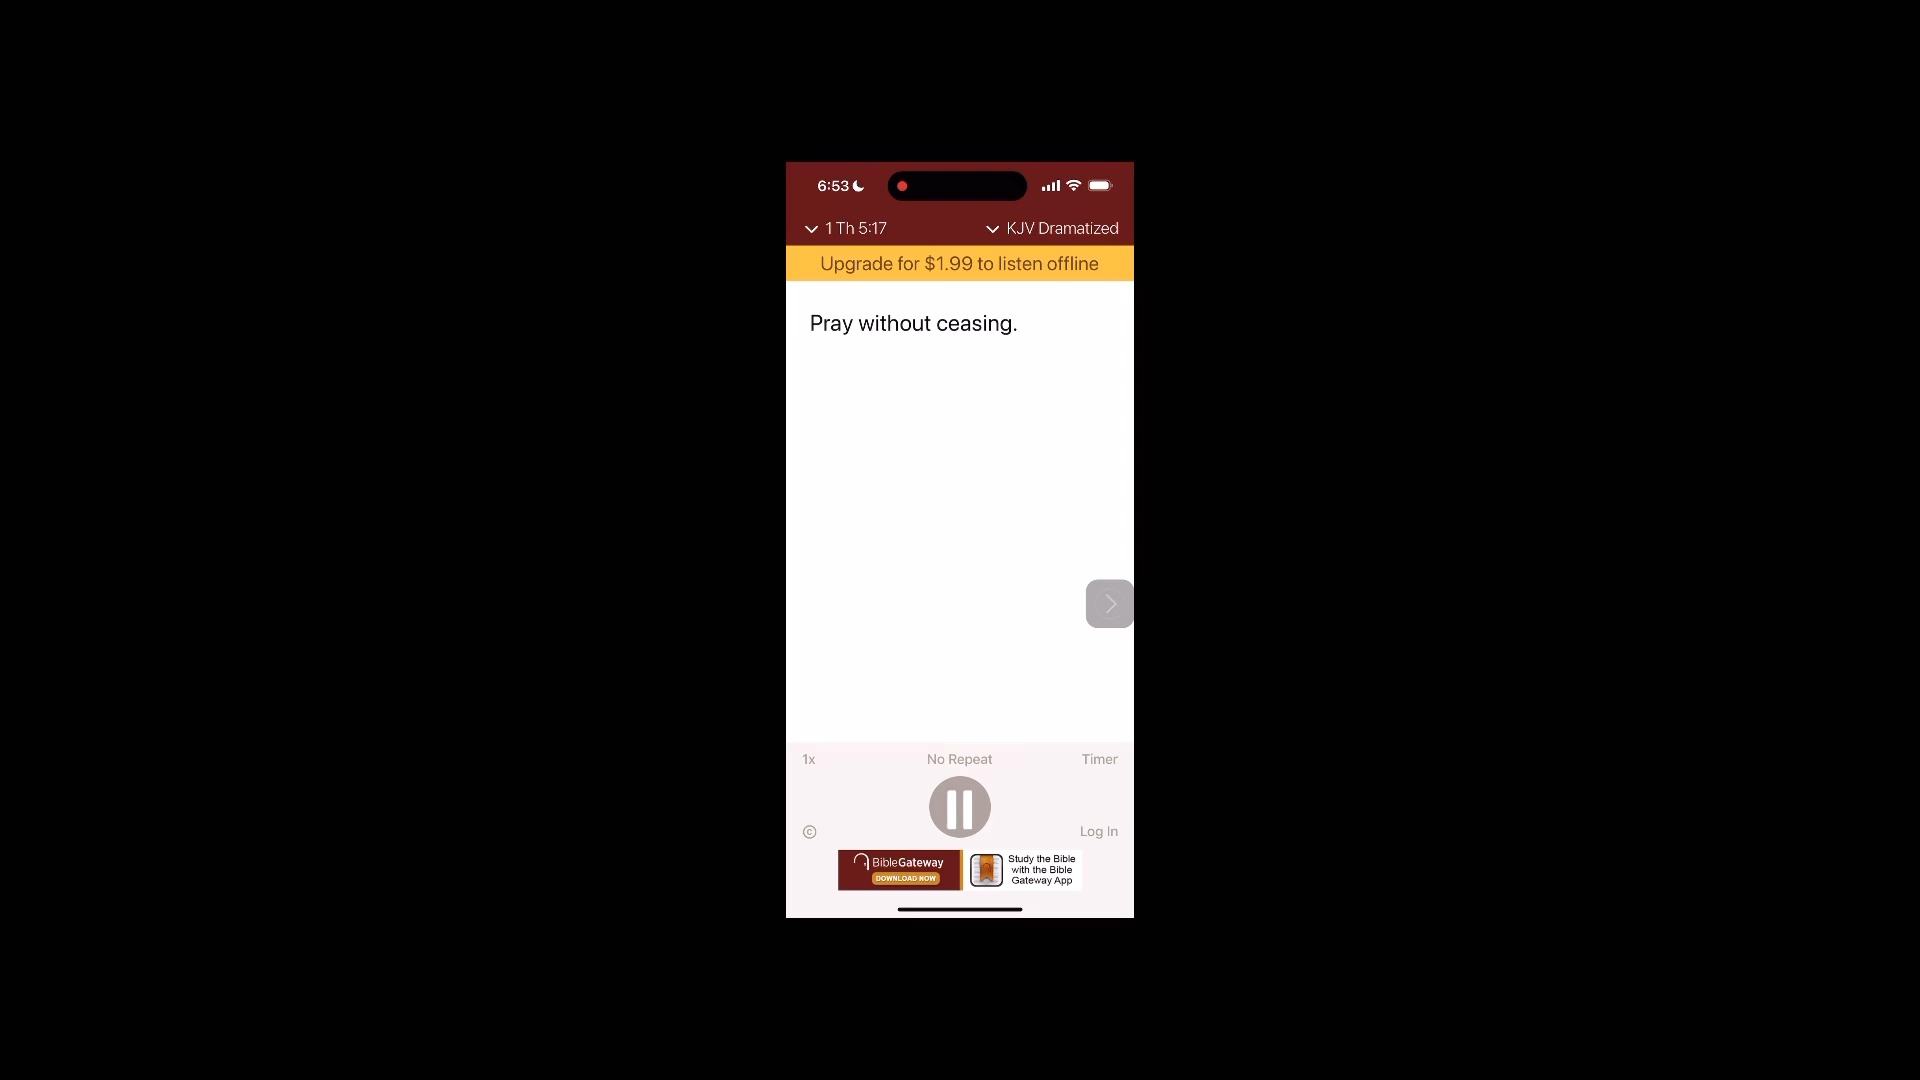 6:53
1 Th 5:17
KJV Dramatized
Upgrade for $1.99 to listen offline
Pray without ceasing.
1x
No Repeat
Timer
©
Log In
BibleGateway
DOWNLOAD NOW
Study the Bible
with the Bible
Gateway App